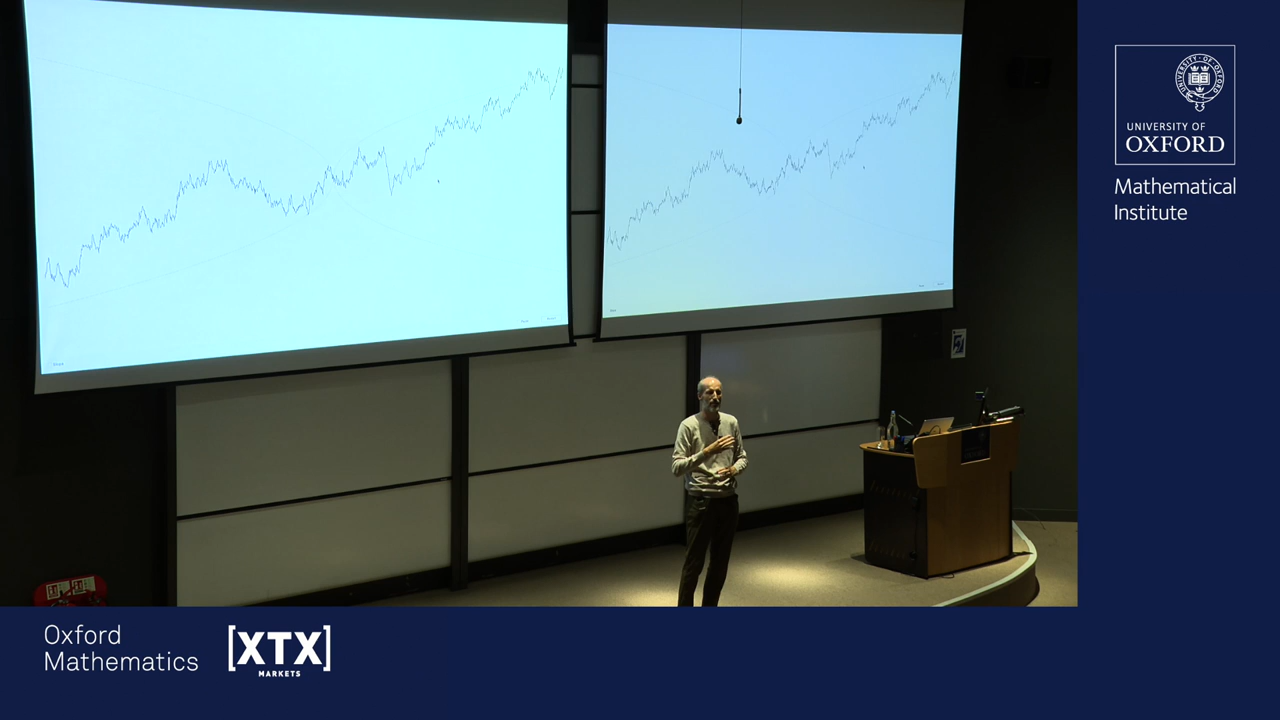 UNIVERSITY OF
OXFORD
Mathematical
Institute
Oxford
Mathematics
[XTX]
MARKETS